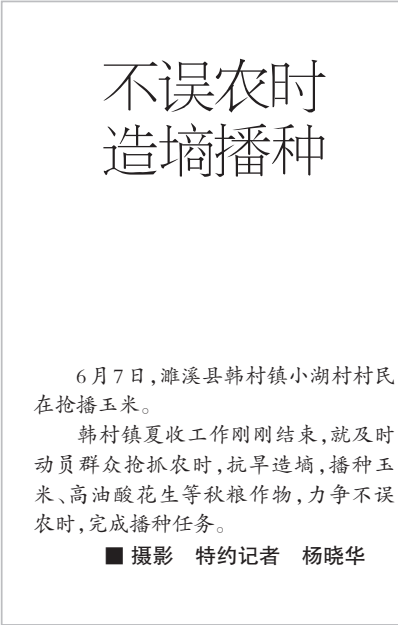 不误农时
造墒播种
6月7日，濉溪县韩村镇小湖村村民
在抢播玉米。
韩村镇夏收工作刚刚结束，就及时
动员群众抢抓农时，抗旱造墒，播种玉
米、高油酸花生等秋粮作物，力争不误
农时，完成播种任务。
■ 摄影　特约记者　杨晓华